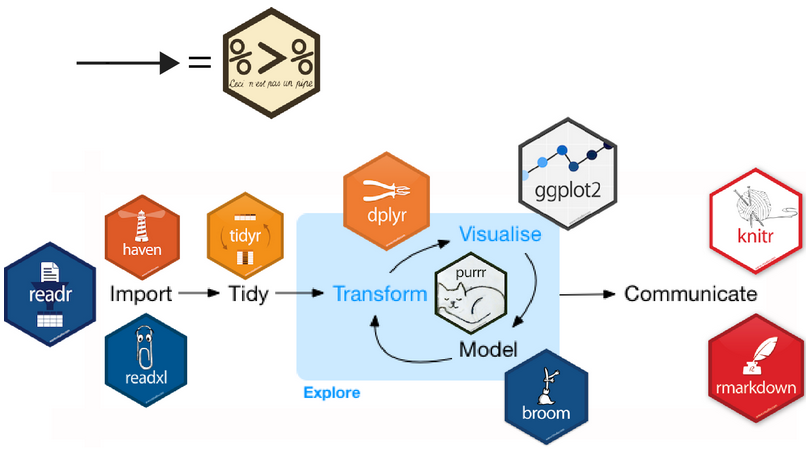 =
%>%
Ceci n'est pas un pipe
ggplot2
dplyr
haven
tidyr
knitr
Visualise
readr
purrr
Import
Tidy
Transform
Communicate
Model
readxl
rmarkdown
Explore
broom